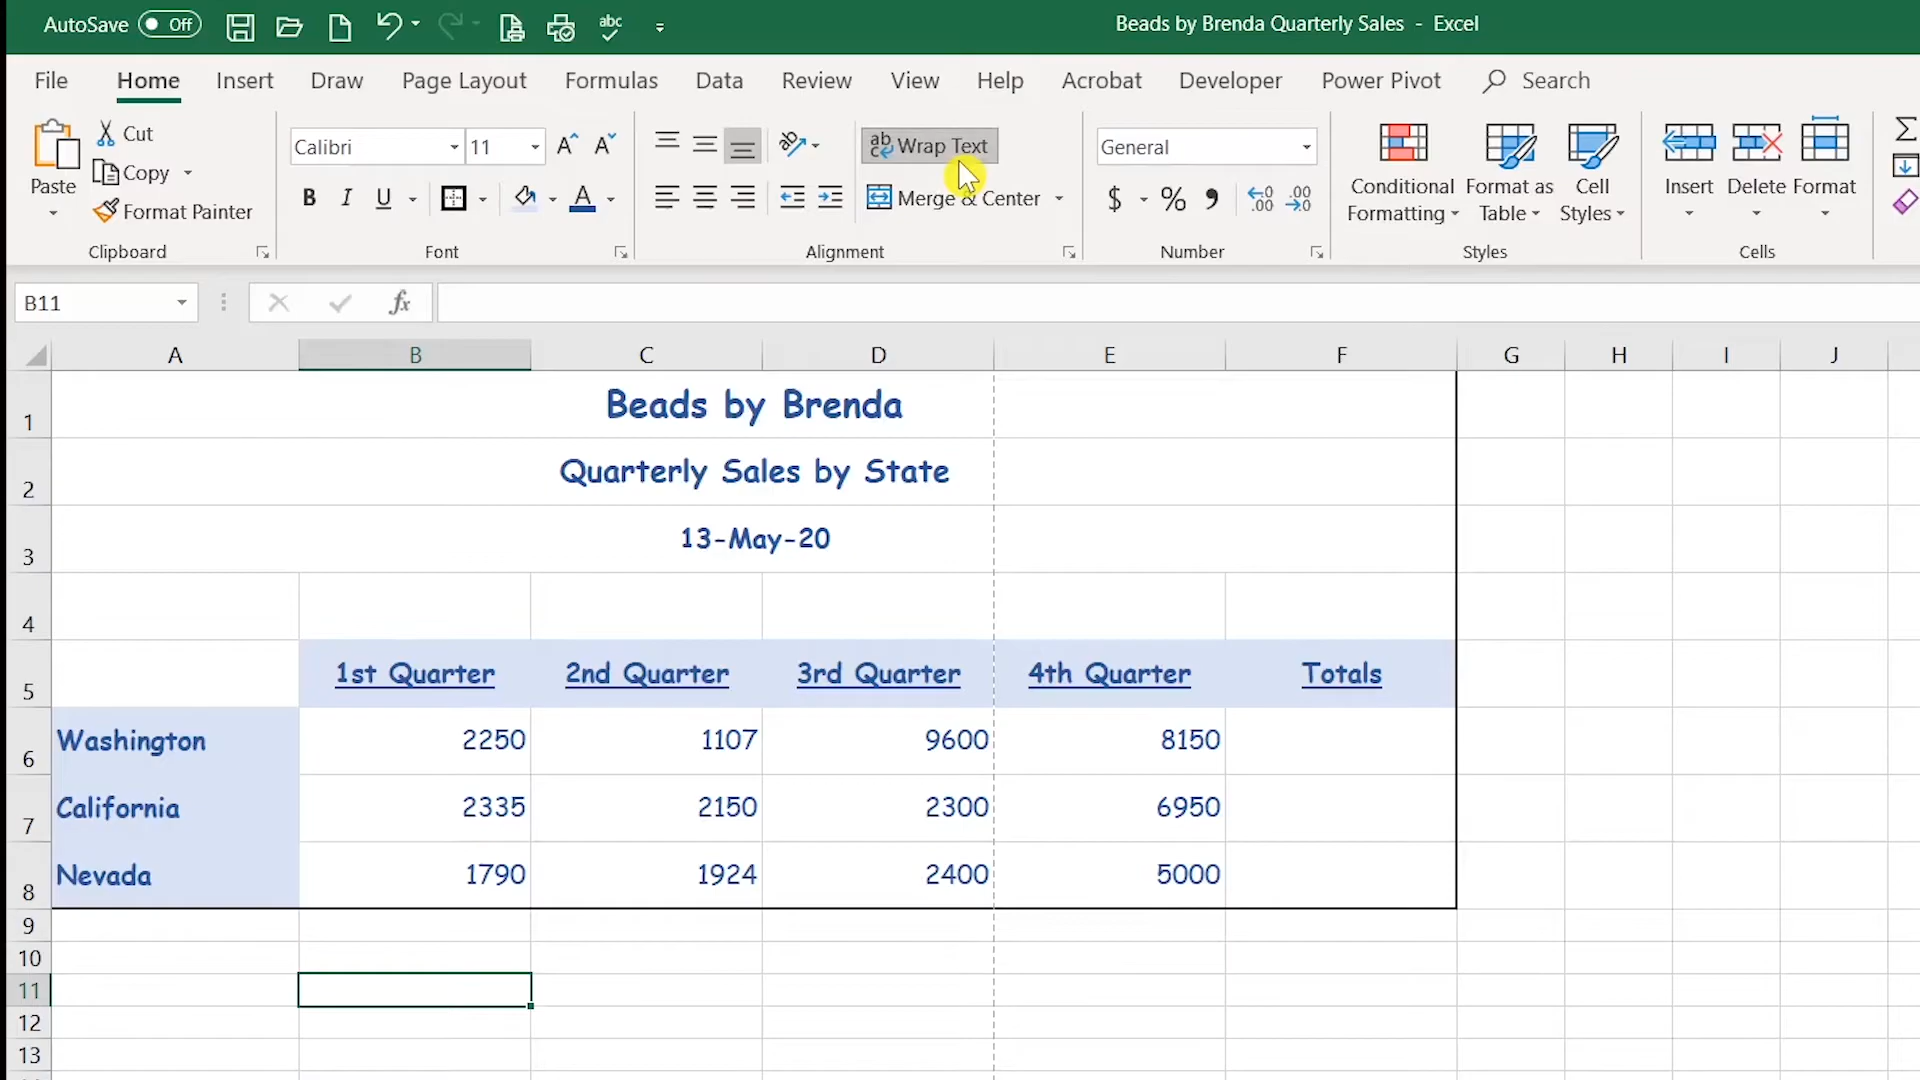 AutoSave Off abc Beads by Brenda Quarterly Sales - Excel
File Home Insert Draw Page Layout Formulas Data Review View Help Acrobat Developer Power Pivot Search
Paste Cut Copy Format Painter
Clipboard
Calibri 11 A A
B I U A
Font
ab
c Wrap Text
Merge & Center
Alignment
General
$ % , .00 .00
Number
Conditional Formatting Format as Table Cell Styles
Styles
Insert Delete Format
Cells
B11 fx
A B C D E F G H I J
1 Beads by Brenda
2 Quarterly Sales by State
3 13-May-20
4
5 1st Quarter 2nd Quarter 3rd Quarter 4th Quarter Totals
6 Washington 2250 1107 9600 8150
7 California 2335 2150 2300 6950
8 Nevada 1790 1924 2400 5000
9
10
11
12
13